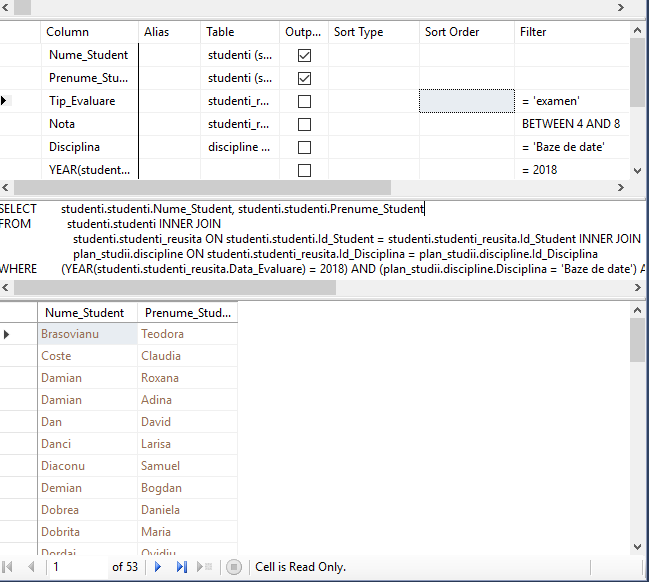 Column Alias Table Outp... Sort Type Sort Order Filter
Nume_Student studenti (s...
Prenume_Stu... studenti (s...
Tip_Evaluare studenti_r... = 'examen'
Nota studenti_r... BETWEEN 4 AND 8
Disciplina discipline ... = 'Baze de date'
YEAR(student... = 2018
SELECT studenti.studenti.Nume_Student, studenti.studenti.Prenume_Student
FROM studenti.studenti INNER JOIN
studenti.studenti_reusita ON studenti.studenti.Id_Student = studenti_reusita.Id_Student INNER JOIN
plan_studii.discipline ON studenti.studenti_reusita.Id_Disciplina = plan_studii.discipline.Id_Disciplina
WHERE (YEAR(studenti.studenti_reusita.Data_Evaluare) = 2018) AND (plan_studii.discipline.Disciplina = 'Baze de date') A
Nume_Student Prenume_Stud...
Brasovianu Teodora
Coste Claudia
Damian Roxana
Damian Adina
Dan David
Danci Larisa
Diaconu Samuel
Demian Bogdan
Dobrea Daniela
Dobrita Maria
Dordai Ovidiu
1 of 53 Cell is Read Only.